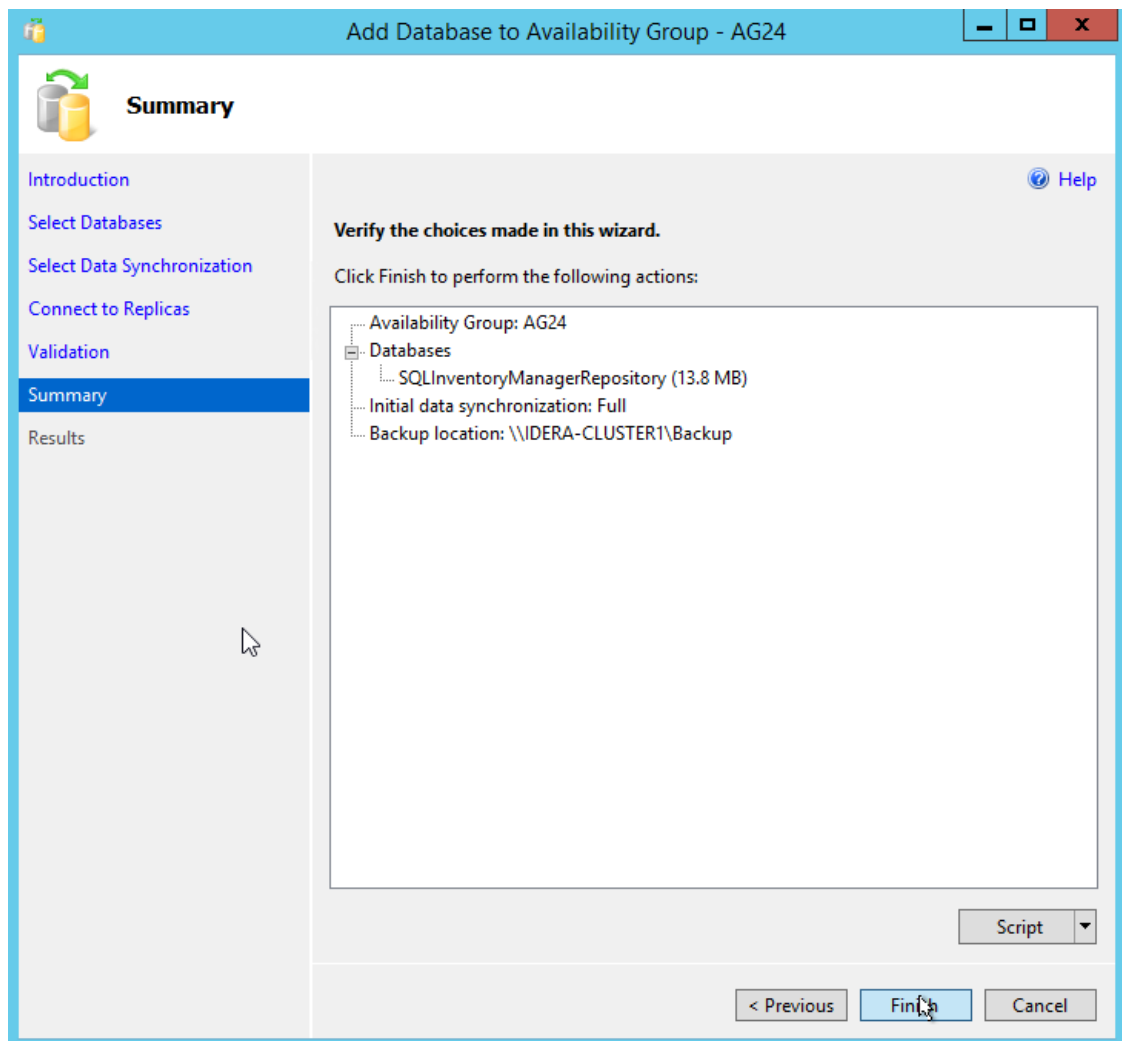 Add Database to Availability Group - AG24
Summary
Introduction
Select Databases
Select Data Synchronization
Connect to Replicas
Validation
Summary
Results
Help
Verify the choices made in this wizard.
Click Finish to perform the following actions:
Availability Group: AG24
Databases
SQLInventoryManagerRepository (13.8 MB)
Initial data synchronization: Full
Backup location: \\IDERA-CLUSTER1\Backup
Script
< Previous
Finish
Cancel